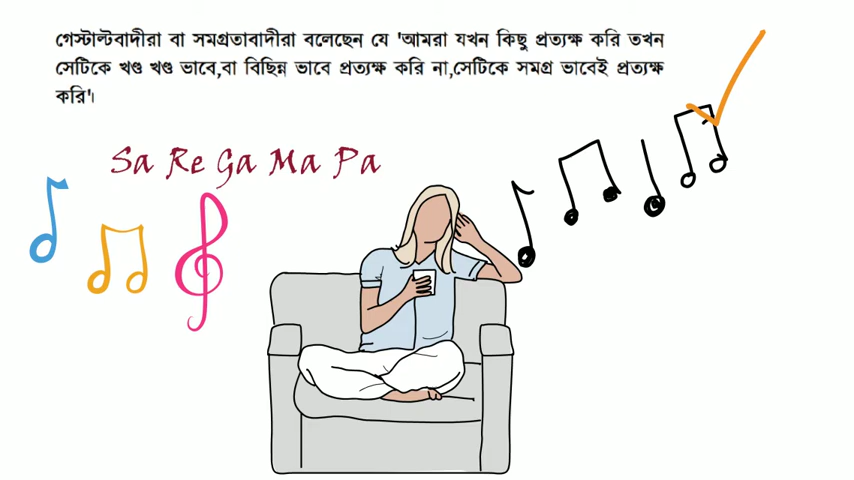 গেস্টাল্টবাদীরা বা সমগ্রতাবাদীরা বলেছেন যে 'আমরা যখন কিছু প্রত্যক্ষ করি তখন
সেটিকে খণ্ড খণ্ড ভাবে,বা বিছিন্ন ভাবে প্রত্যক্ষ করি না,সেটিকে সমগ্র ভাবেই প্রত্যক্ষ
করি'।
Sa Re Ga Ma Pa